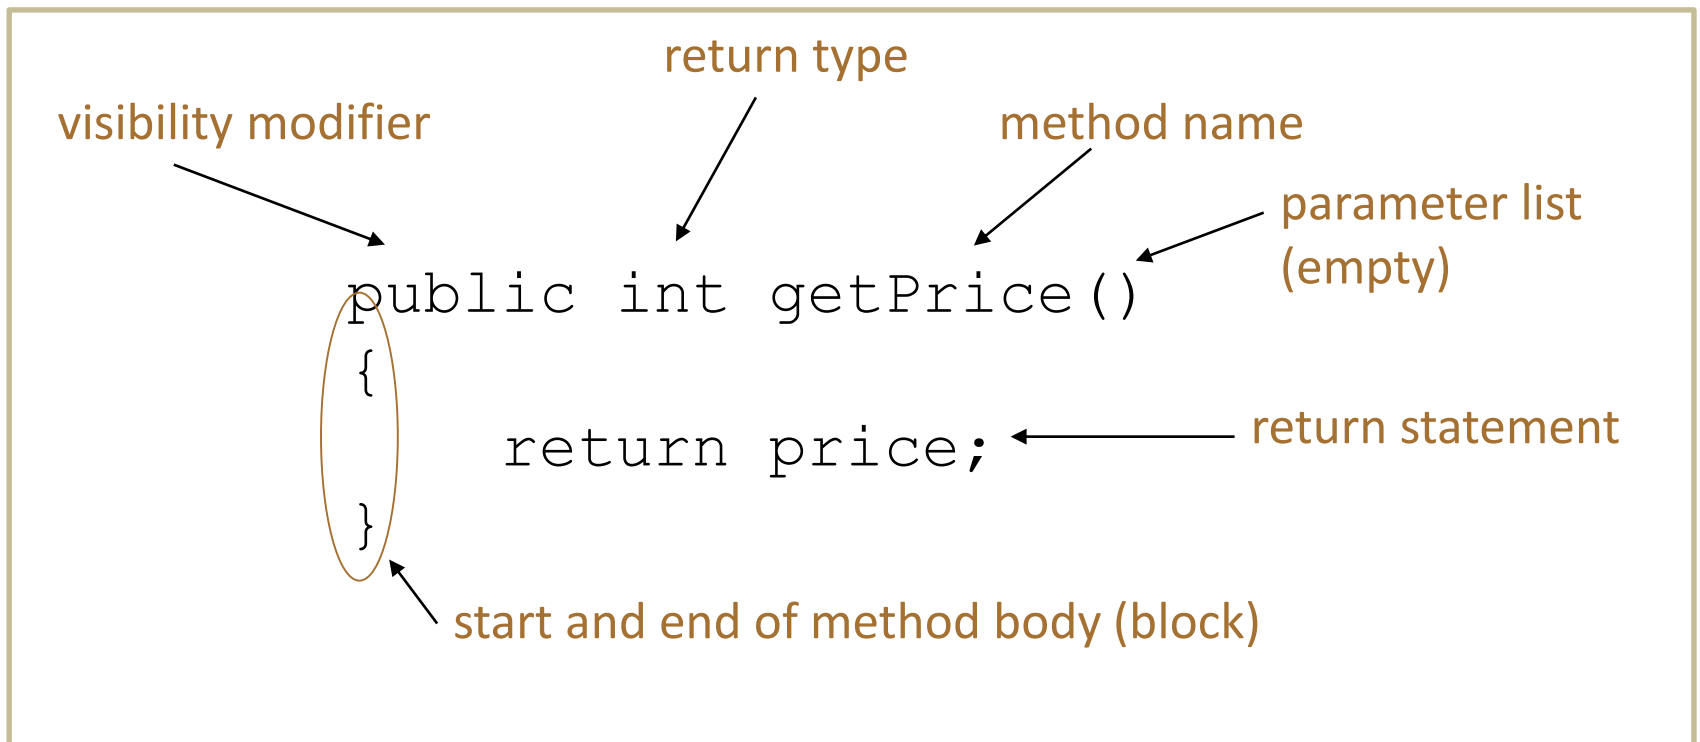 return type
visibility modifier
method name
parameter list
(empty)
public int getPrice()
{
return price;
return statement
}
start and end of method body (block)